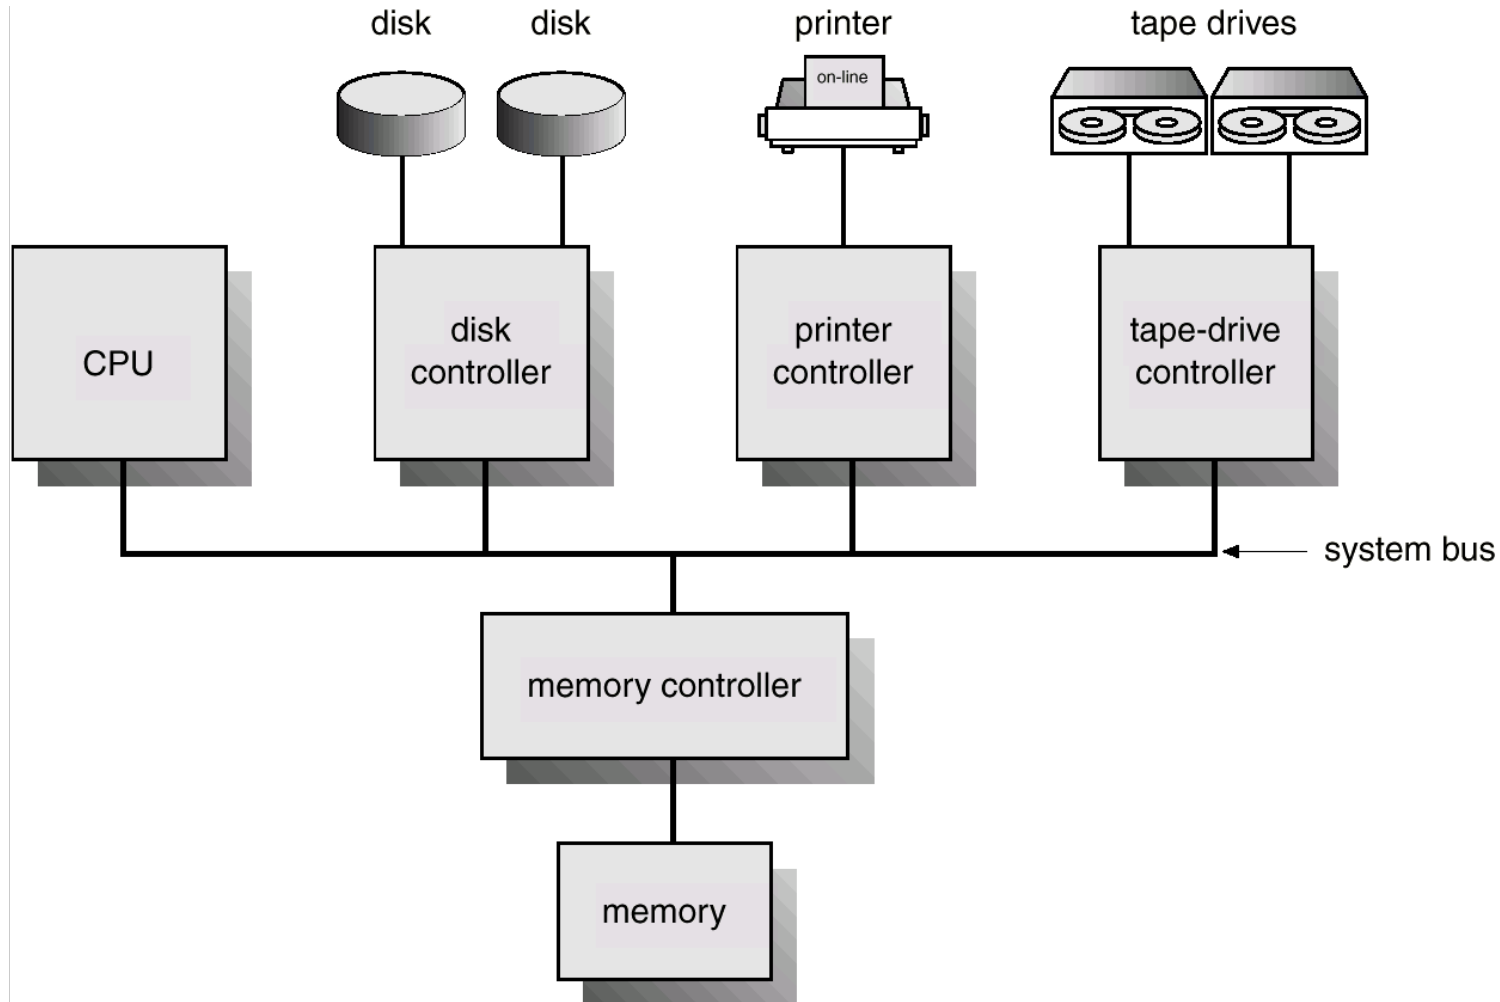 disk
disk
printer
tape drives
on-line
CPU
disk
controller
printer
controller
tape-drive
controller
system bus
memory controller
memory